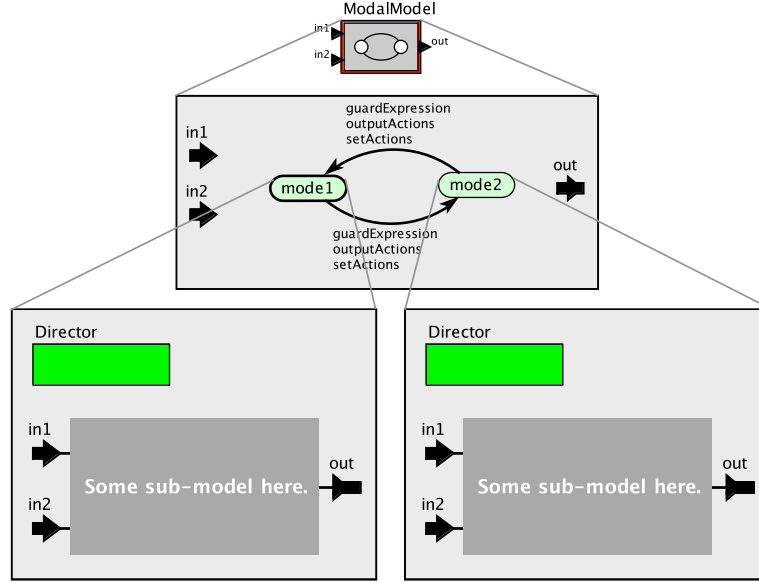 ModalModel
in1
in2
out
guardExpression
outputActions
setActions
in1
in2
out
mode1
mode2
guardExpression
outputActions
setActions
Director
in1
Some sub-model here.
out
in2
Director
in1
Some sub-model here.
out
in2